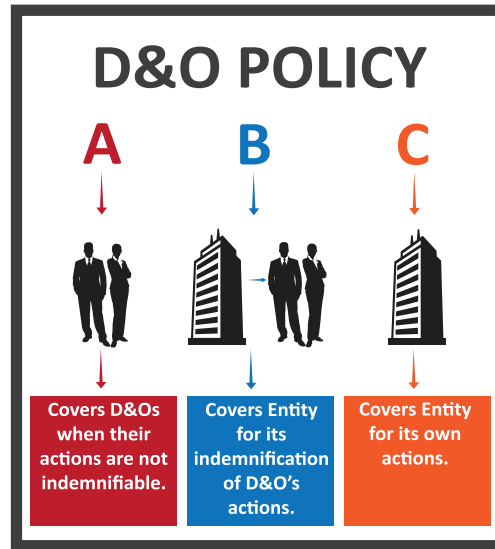 D&O POLICY
A
B
C
Covers D&Os
when their
actions are not
indemnifiable.
Covers Entity
for its
indemnification
of D&O's
actions.
Covers Entity
for its own
actions.